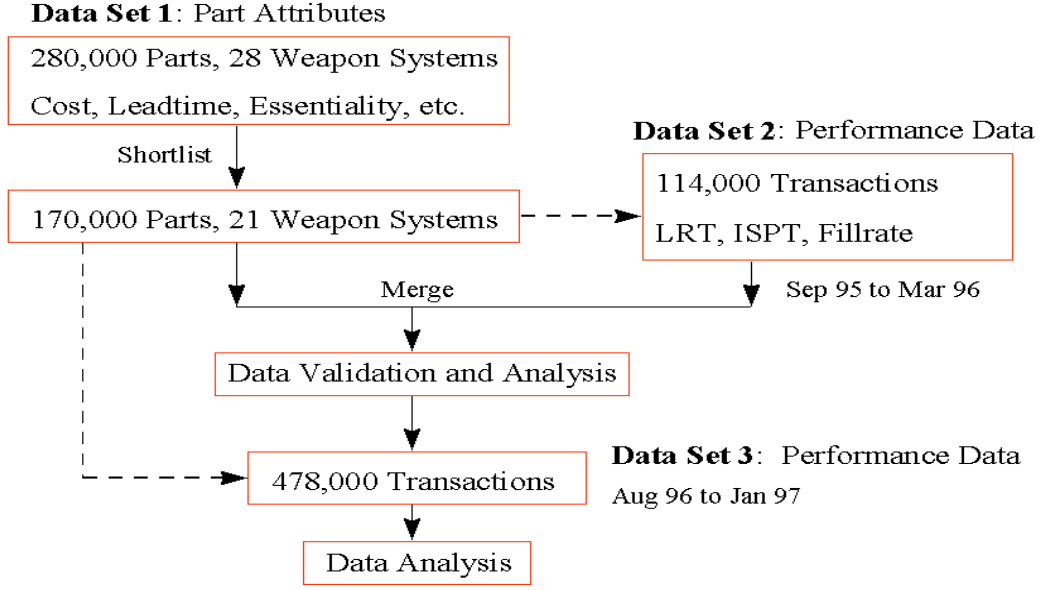 Data Set 1: Part Attributes
280,000 Parts, 28 Weapon Systems
Cost, Leadtime, Essentiality, etc.
Shortlist
Data Set 2: Performance Data
114,000 Transactions
LRT, ISPT, Fillrate
170,000 Parts, 21 Weapon Systems
Merge
Sep 95 to Mar 96
Data Validation and Analysis
Data Set 3: Performance Data
Aug 96 to Jan 97
478,000 Transactions
Data Analysis